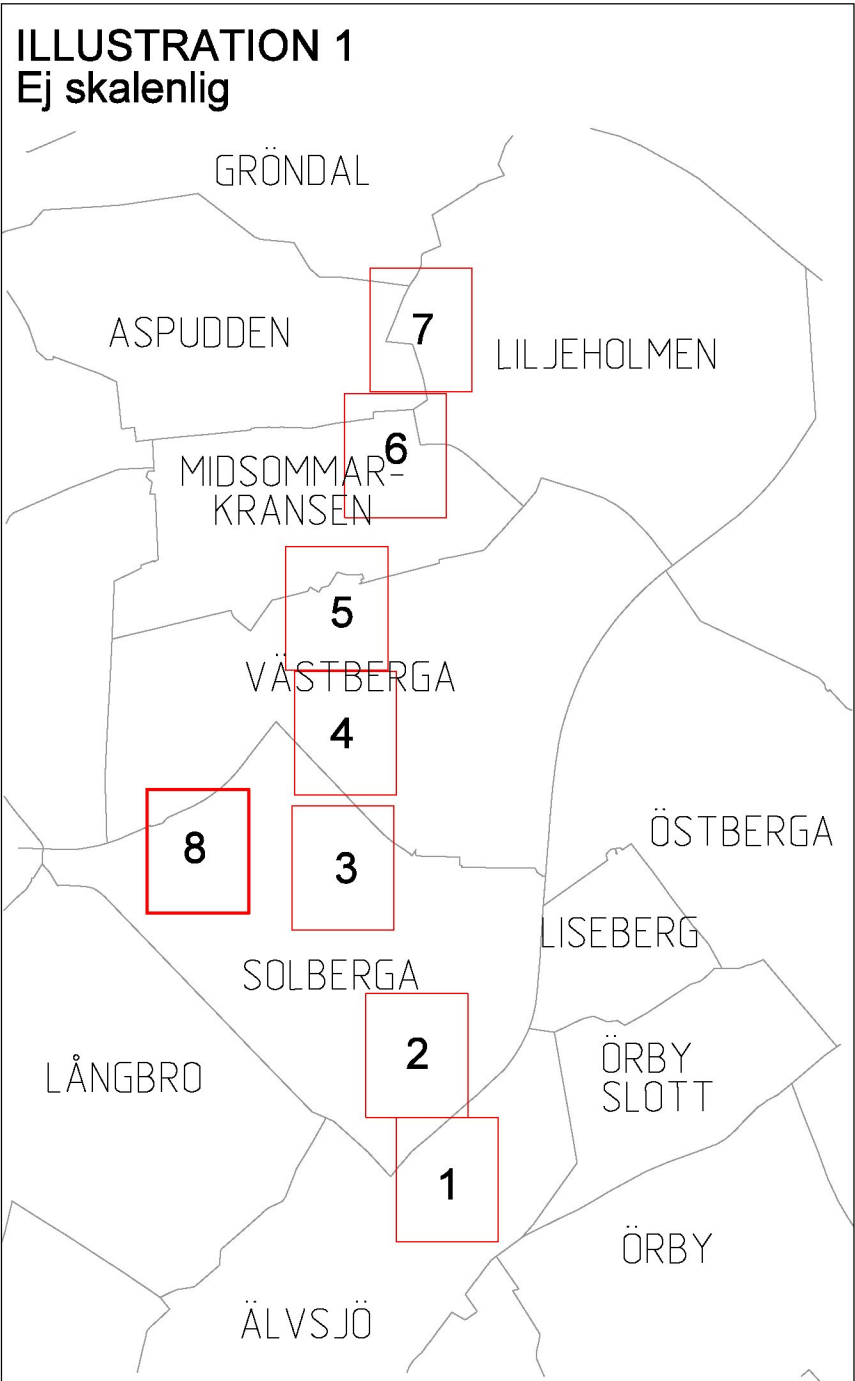 ILLUSTRATION 1
Ej skalenlig
GRÖNDAL
ASPUDDEN
7
LILJEHOLMEN
6
MIDSOMMAR-
KRANSEN
5
VÄSTBERGA
4
8
3
ÖSTBERGA
LISEBERG
SOLBERGA
2
ÖRBY
SLOTT
LÅNGBRO
1
ÖRBY
ÄLVSJÖ